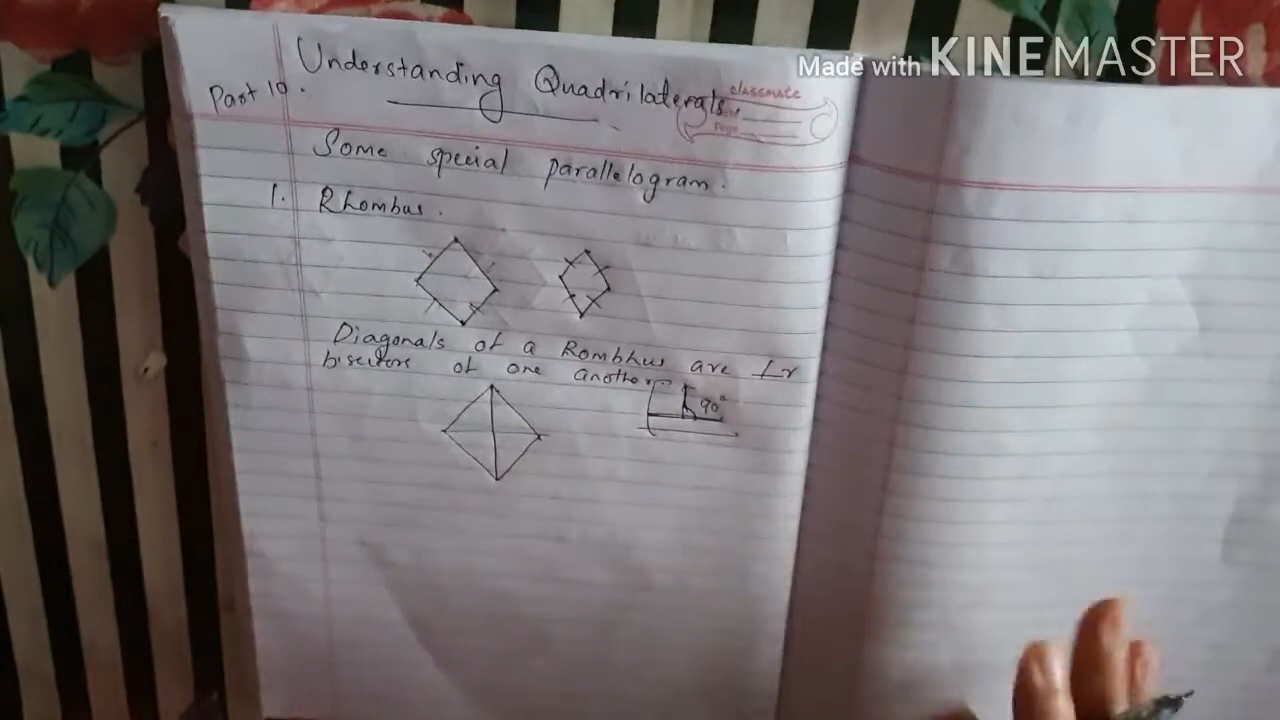 Made with KINEMASTER
Understanding Quadrilaterals
Part 10.
classmate
Page
Some special parallelogram.
1. Rhombus.
Diagonals of a Rombhus are ⊥r
bisectors of one another
90°